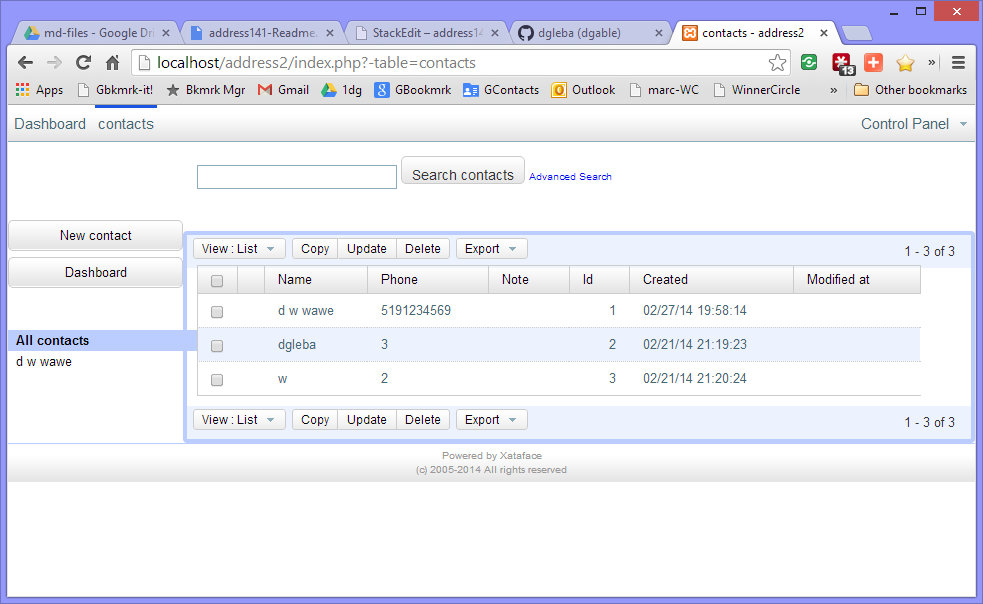 md-files - Google Dri
address141-Readme.
StackEdit – address14
dgleba (dgable)
contacts - address2
localhost/address2/index.php?-table=contacts
13
»
Apps Gbkmrk-it! Bkmrk Mgr Gmail 1dg GBookmrk GContacts Outlook marc-WC WinnerCircle » Other bookmarks
Dashboard contacts Control Panel
Search contacts Advanced Search
New contact
Dashboard
All contacts
d w wawe
View : List Copy Update Delete Export 1 - 3 of 3
Name Phone Note Id Created Modified at
d w wawe 5191234569 1 02/27/14 19:58:14
dgleba 3 2 02/21/14 21:19:23
w 2 3 02/21/14 21:20:24
View : List Copy Update Delete Export 1 - 3 of 3
Powered by Xataface
(c) 2005-2014 All rights reserved